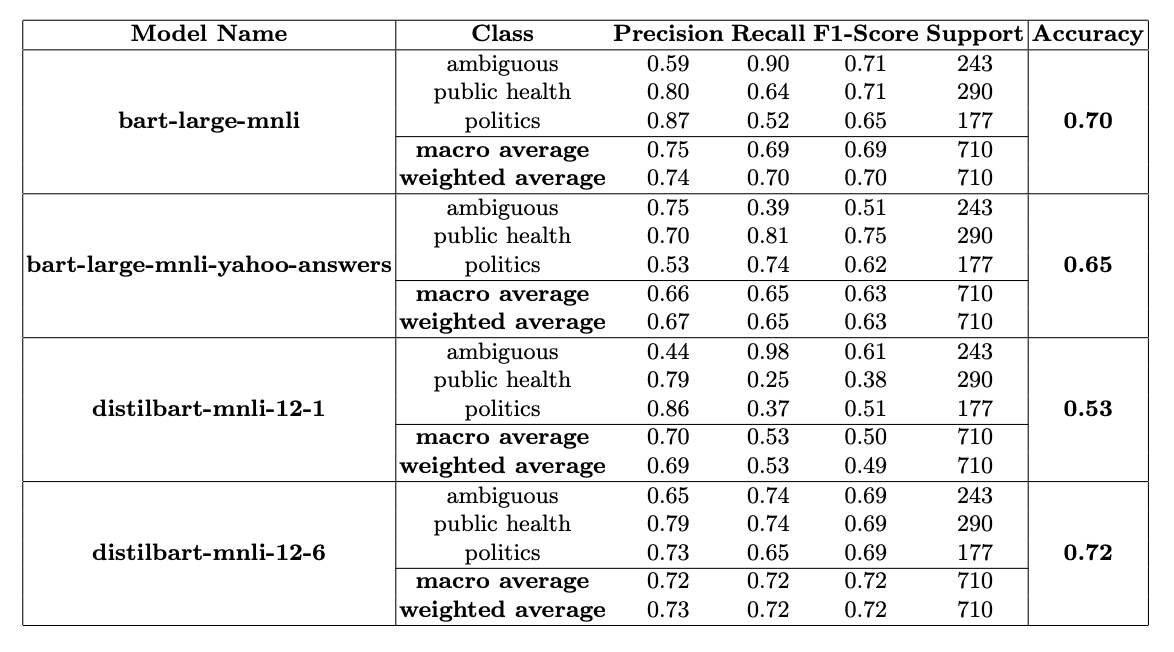 Model Name Class Precision Recall F1-Score Support Accuracy
ambiguous 0.59 0.90 0.71 243
public health 0.80 0.64 0.71 290
bart-large-mnli politics 0.87 0.52 0.65 177 0.70
macro average 0.75 0.69 0.69 710
weighted average 0.74 0.70 0.70 710
ambiguous 0.75 0.39 0.51 243
public health 0.70 0.81 0.75 290
bart-large-mnli-yahoo-answers politics 0.53 0.74 0.62 177 0.65
macro average 0.66 0.65 0.63 710
weighted average 0.67 0.65 0.63 710
ambiguous 0.44 0.98 0.61 243
public health 0.79 0.25 0.38 290
distilbart-mnli-12-1 politics 0.86 0.37 0.51 177 0.53
macro average 0.70 0.53 0.50 710
weighted average 0.69 0.53 0.49 710
ambiguous 0.65 0.74 0.69 243
public health 0.79 0.74 0.69 290
distilbart-mnli-12-6 politics 0.73 0.65 0.69 177 0.72
macro average 0.72 0.72 0.72 710
weighted average 0.73 0.72 0.72 710